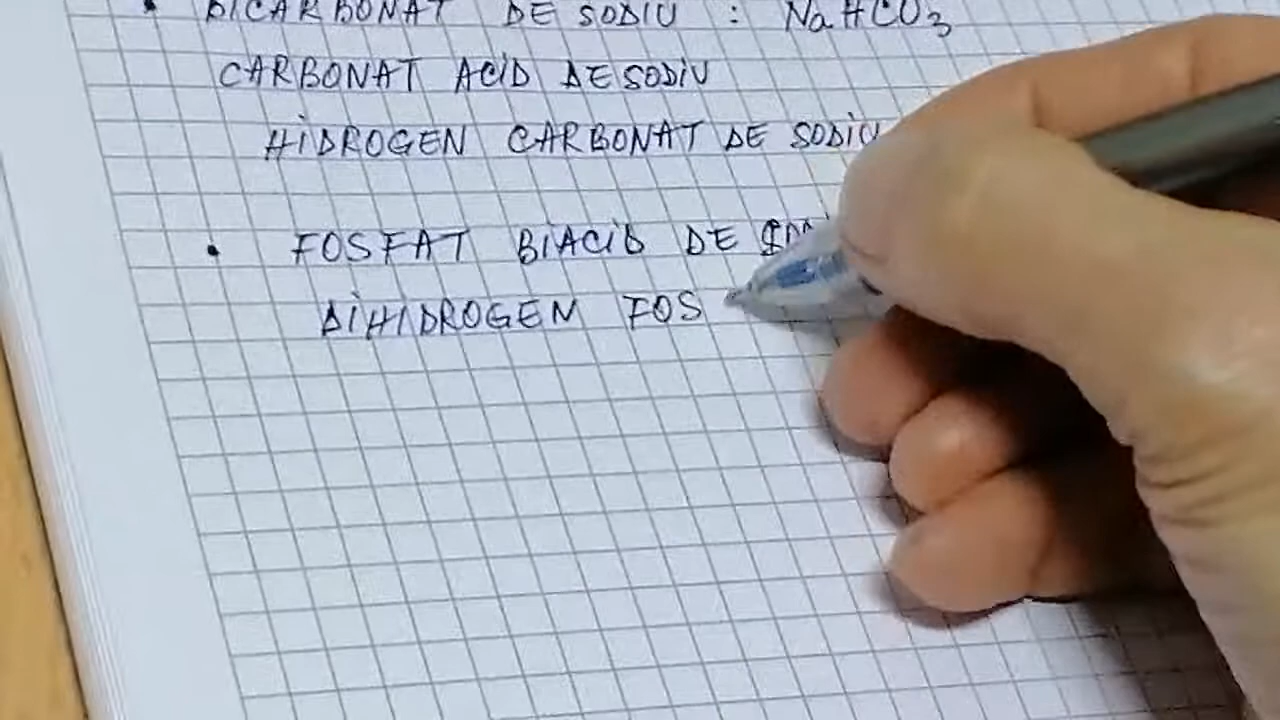 • BICARBONAT DE SODIU : NaHCO₃
CARBONAT ACID DE SODIU
HIDROGEN CARBONAT DE SODIU
• FOSFAT BIACID DE
DIHIDROGEN FOS